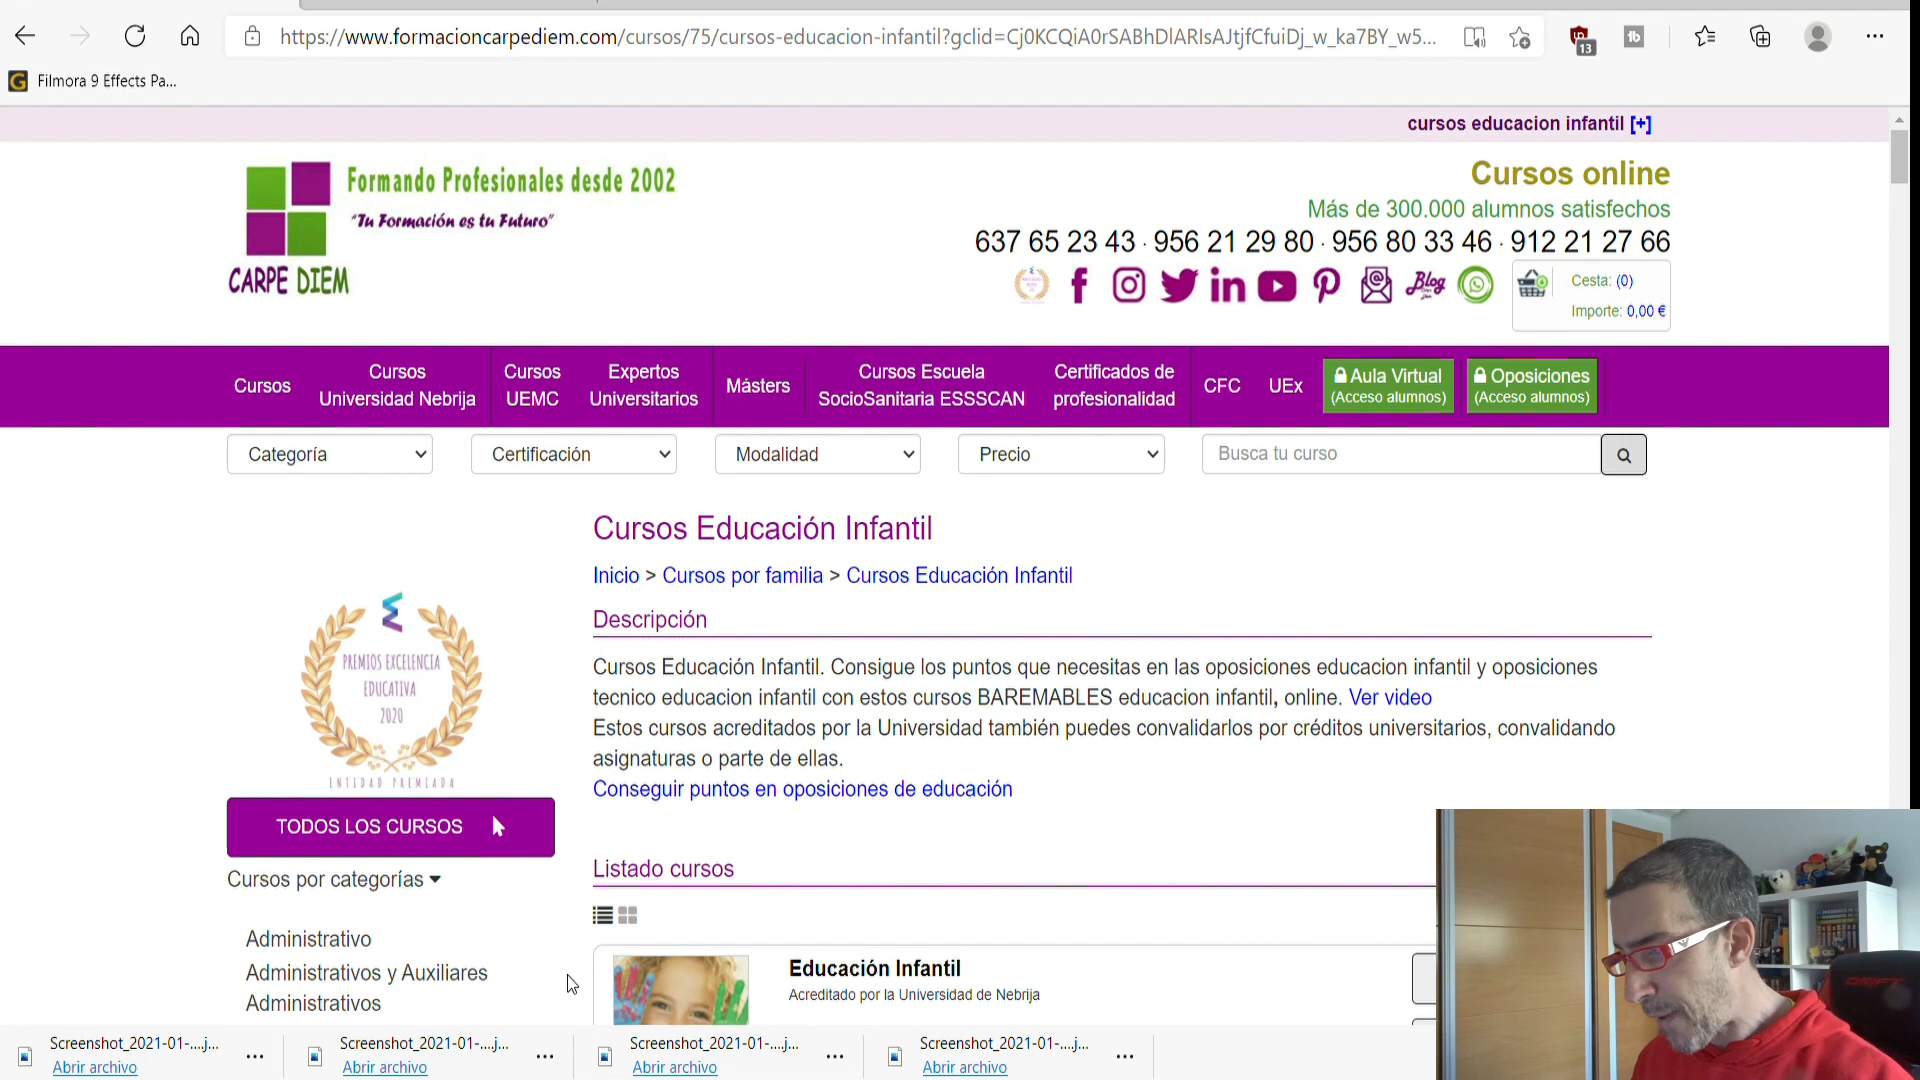 https://www.formacioncarpediem.com/cursos/75/cursos-educacion-infantil?gclid=Cj0KCQiA0rSABhDlARIsAJtjfCfuiDj_w_ka7BY_w5...
13
Filmora 9 Effects Pa...
cursos educacion infantil [+]
Formando Profesionales desde 2002
"Tu Formación es tu Futuro"
CARPE DIEM
Cursos online
Más de 300.000 alumnos satisfechos
637 65 23 43 · 956 21 29 80 · 956 80 33 46 · 912 21 27 66
Blog
Cesta: (0)
Importe: 0,00 €
Cursos
Cursos
Universidad Nebrija
Cursos
UEMC
Expertos
Universitarios
Másters
Cursos Escuela
SocioSanitaria ESSSCAN
Certificados de
profesionalidad
CFC
UEx
Aula Virtual
(Acceso alumnos)
Oposiciones
(Acceso alumnos)
Categoría
Certificación
Modalidad
Precio
Busca tu curso
Cursos Educación Infantil
Inicio > Cursos por familia > Cursos Educación Infantil
Descripción
Cursos Educación Infantil. Consigue los puntos que necesitas en las oposiciones educacion infantil y oposiciones
tecnico educacion infantil con estos cursos BAREMABLES educacion infantil, online. Ver video
Estos cursos acreditados por la Universidad también puedes convalidarlos por créditos universitarios, convalidando
asignaturas o parte de ellas.
Conseguir puntos en oposiciones de educación
PREMIOS EXCELENCIA
EDUCATIVA
2020
ENTIDAD PREMIADA
TODOS LOS CURSOS
Cursos por categorías
Administrativo
Administrativos y Auxiliares
Administrativos
Listado cursos
Educación Infantil
Acreditado por la Universidad de Nebrija
Screenshot_2021-01-....j...
Abrir archivo
Screenshot_2021-01-....j...
Abrir archivo
Screenshot_2021-01-....j...
Abrir archivo
Screenshot_2021-01-....j...
Abrir archivo